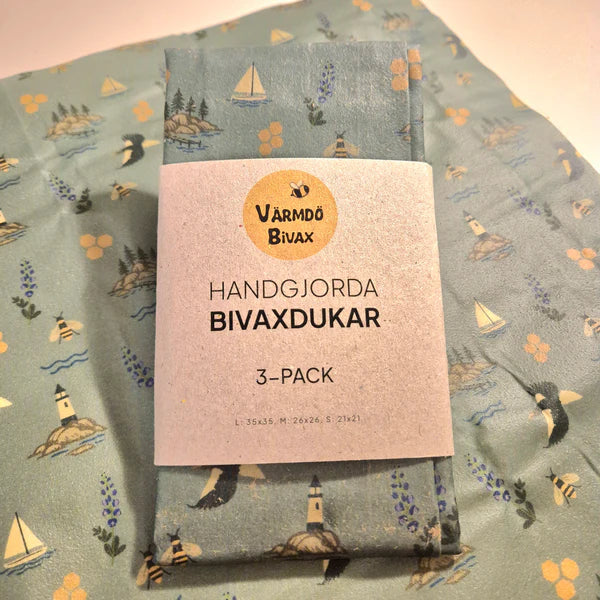 VÄRMDÖ
BIVAX
HANDGJORDA
BIVAXDUKAR
3-PACK
L: 35x35, M: 26x26, S: 21x21